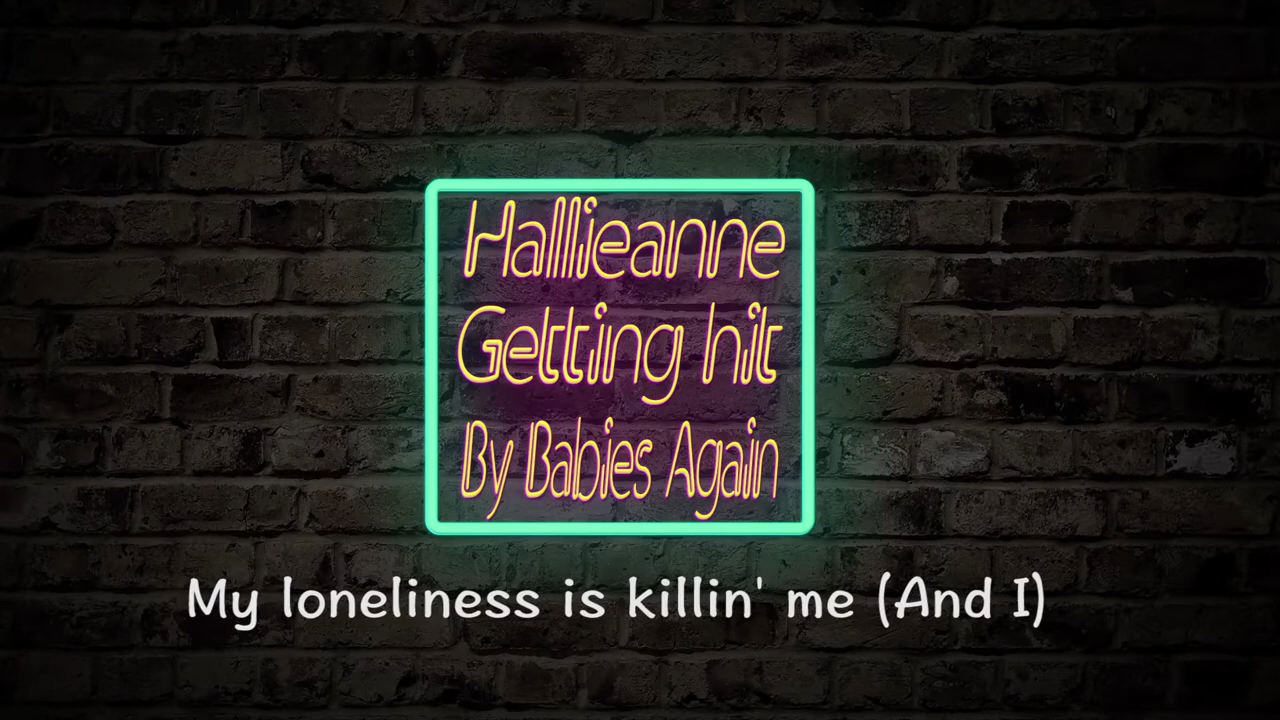 Hallieanne
Getting hit
By Babies Again
My loneliness is killin' me (And I)